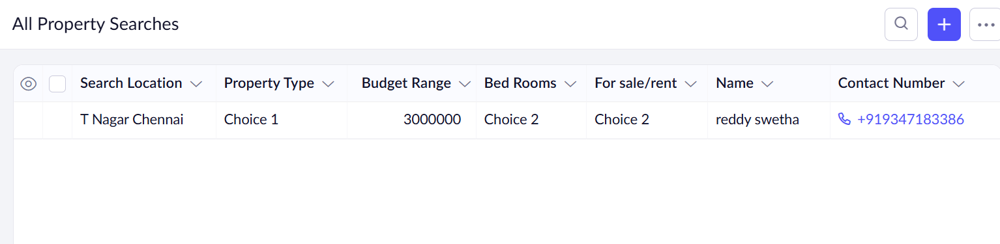 All Property Searches
Search Location Property Type Budget Range Bed Rooms For sale/rent Name Contact Number
T Nagar Chennai Choice 1 3000000 Choice 2 Choice 2 reddy swetha +919347183386